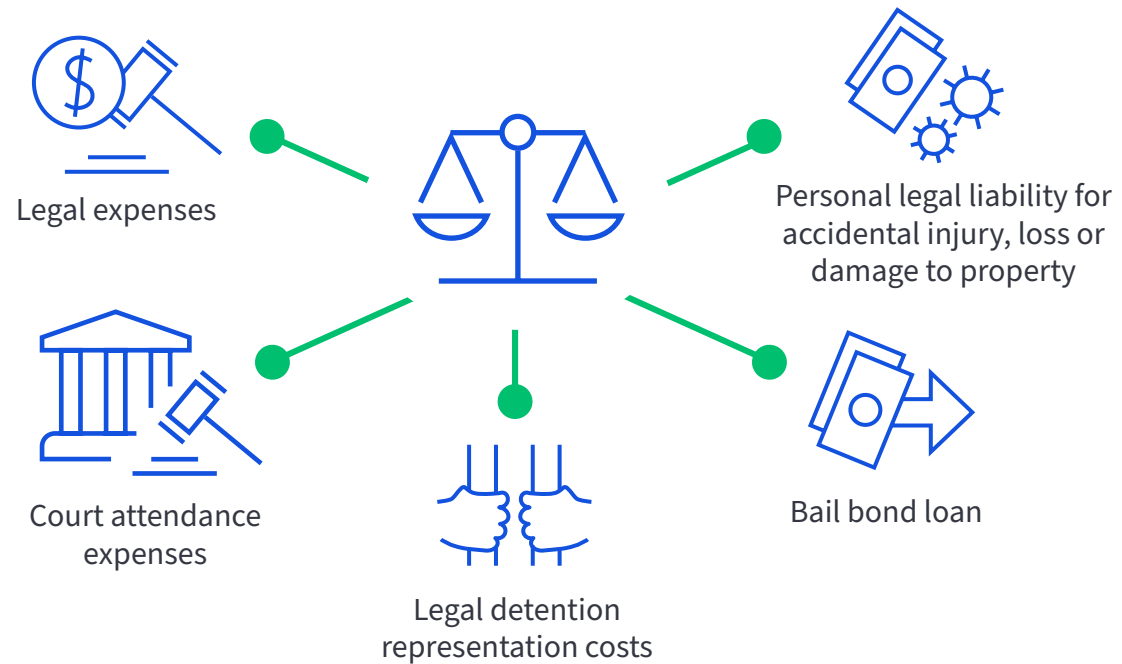 $
Legal expenses
Personal legal liability for
accidental injury, loss or
damage to property
Court attendance
expenses
Bail bond loan
Legal detention
representation costs